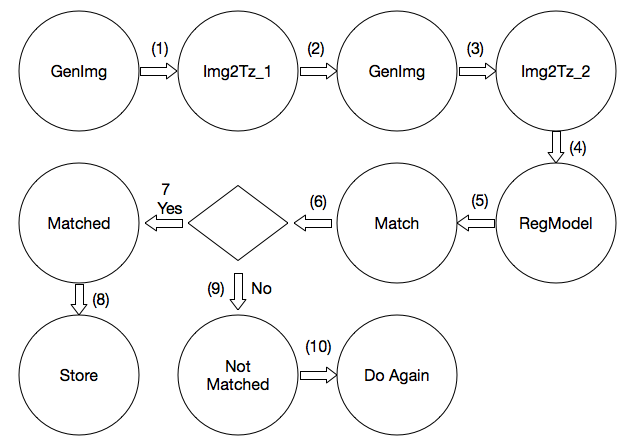 (1)
(2)
(3)
GenImg
Img2Tz_1
GenImg
Img2Tz_2
(4)
7
Yes
(6)
(5)
Matched
Match
RegModel
(8)
(9)
No
(10)
Store
Not
Matched
Do Again